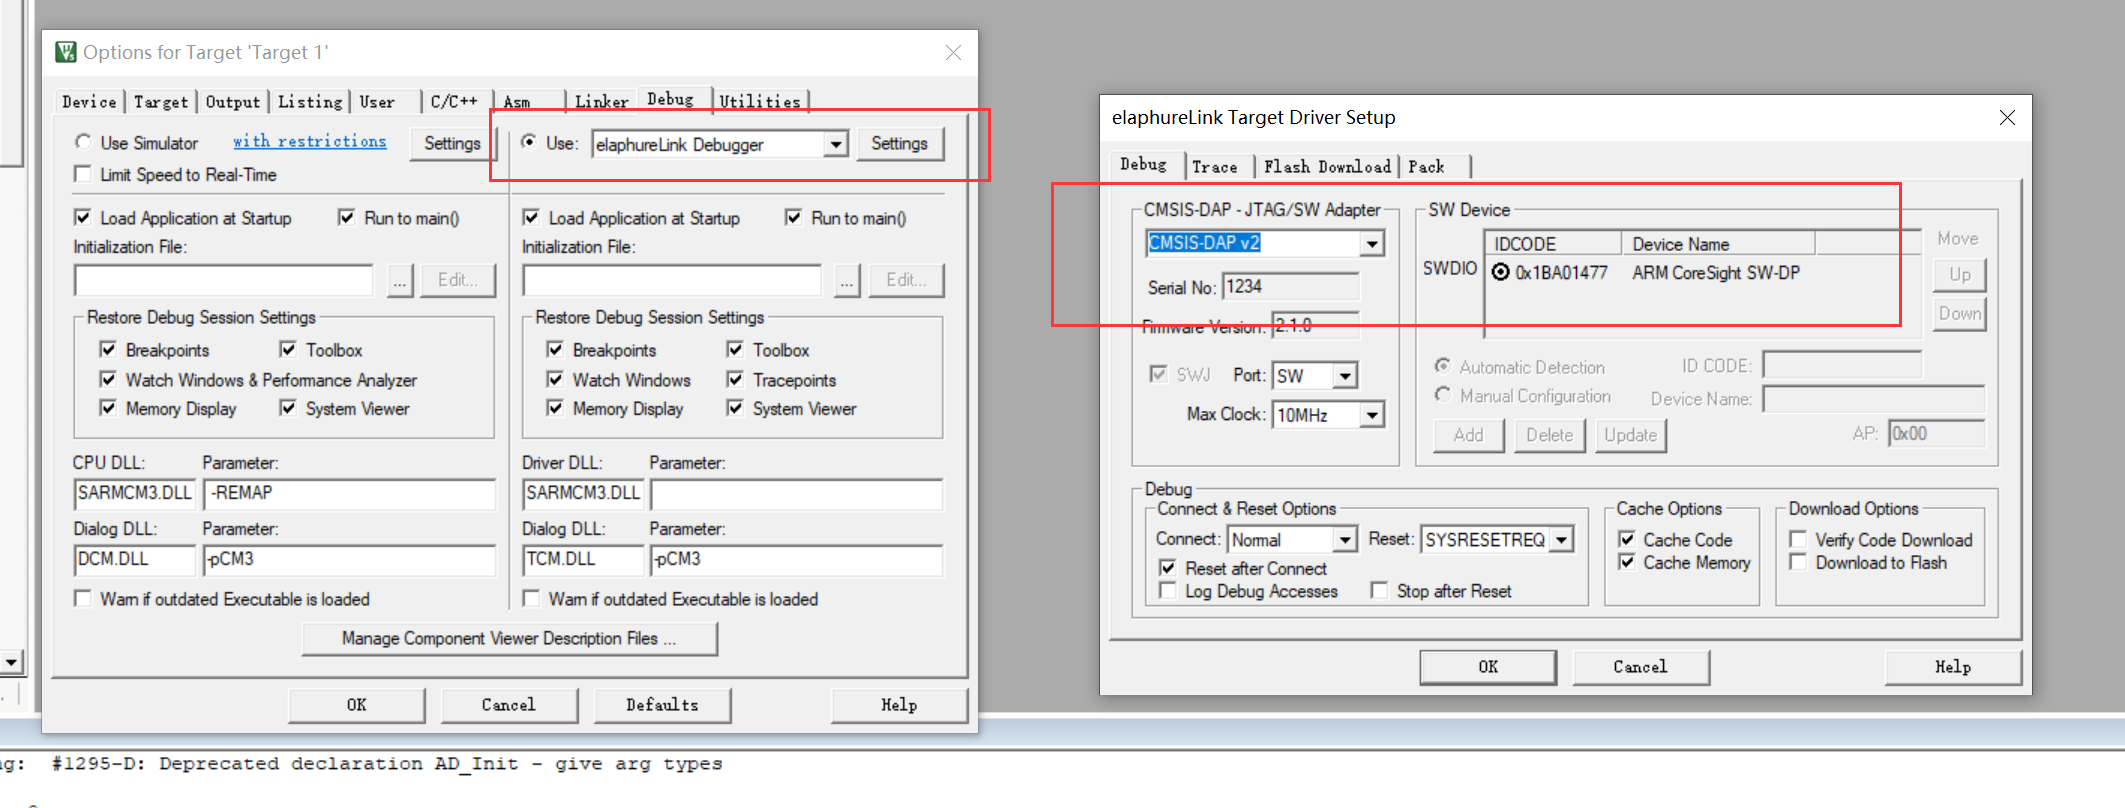 Options for Target 'Target 1'
Device Target Output Listing User C/C++ Asm Linker Debug Utilities
Use Simulator with restrictions Settings
Limit Speed to Real-Time
Use: elaphureLink Debugger Settings
Load Application at Startup Run to main()
Initialization File:
... Edit...
Load Application at Startup Run to main()
Initialization File:
... Edit...
Restore Debug Session Settings
Breakpoints Toolbox
Watch Windows & Performance Analyzer
Memory Display System Viewer
Restore Debug Session Settings
Breakpoints Toolbox
Watch Windows Tracepoints
Memory Display System Viewer
CPU DLL: Parameter:
SARMCM3.DLL -REMAP
Dialog DLL: Parameter:
DCM.DLL -pCM3
Warn if outdated Executable is loaded
Driver DLL: Parameter:
SARMCM3.DLL
Dialog DLL: Parameter:
TCM.DLL -pCM3
Warn if outdated Executable is loaded
Manage Component Viewer Description Files ...
OK Cancel Defaults Help
elaphureLink Target Driver Setup
Debug Trace Flash Download Pack
CMSIS-DAP - JTAG/SW Adapter
CMSIS-DAP v2
Serial No: 1234
Firmware Version: 2.1.0
SWJ Port: SW
Max Clock: 10MHz
SW Device
IDCODE Device Name
SWDIO 0x1BA01477 ARM CoreSight SW-DP
Move
Up
Down
Automatic Detection ID CODE:
Manual Configuration Device Name:
Add Delete Update AP: 0x00
Debug
Connect & Reset Options
Connect: Normal Reset: SYSRESETREQ
Reset after Connect
Log Debug Accesses Stop after Reset
Cache Options
Cache Code
Cache Memory
Download Options
Verify Code Download
Download to Flash
OK Cancel Help
ng: #1295-D: Deprecated declaration AD_Init - give arg types